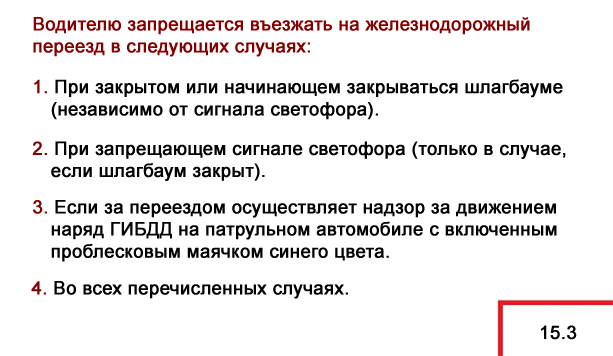 Водителю запрещается въезжать на железнодорожный
переезд в следующих случаях:
1. При закрытом или начинающем закрываться шлагбауме
(независимо от сигнала светофора).
2. При запрещающем сигнале светофора (только в случае,
если шлагбаум закрыт).
3. Если за переездом осуществляет надзор за движением
наряд ГИБДД на патрульном автомобиле с включенным
проблесковым маячком синего цвета.
4. Во всех перечисленных случаях.
15.3